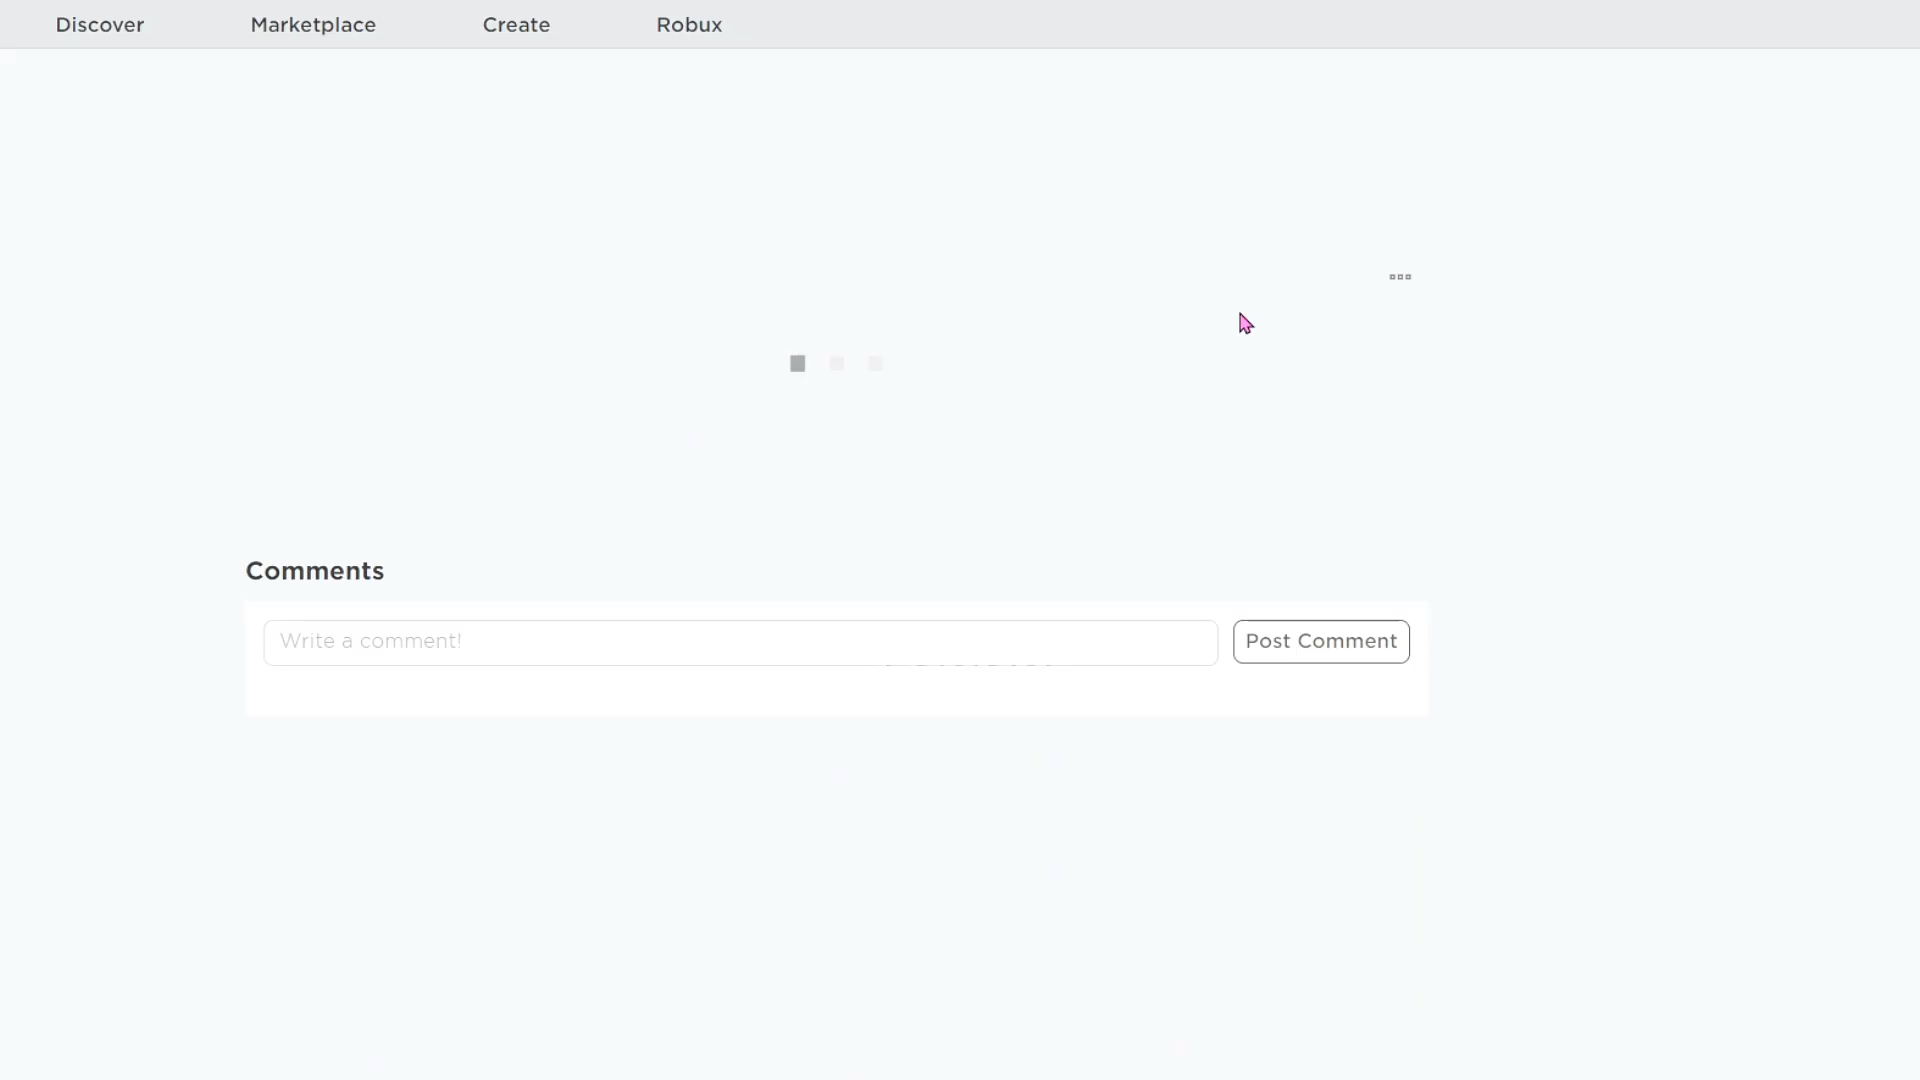 Discover Marketplace Create Robux
Comments
Write a comment! Post Comment